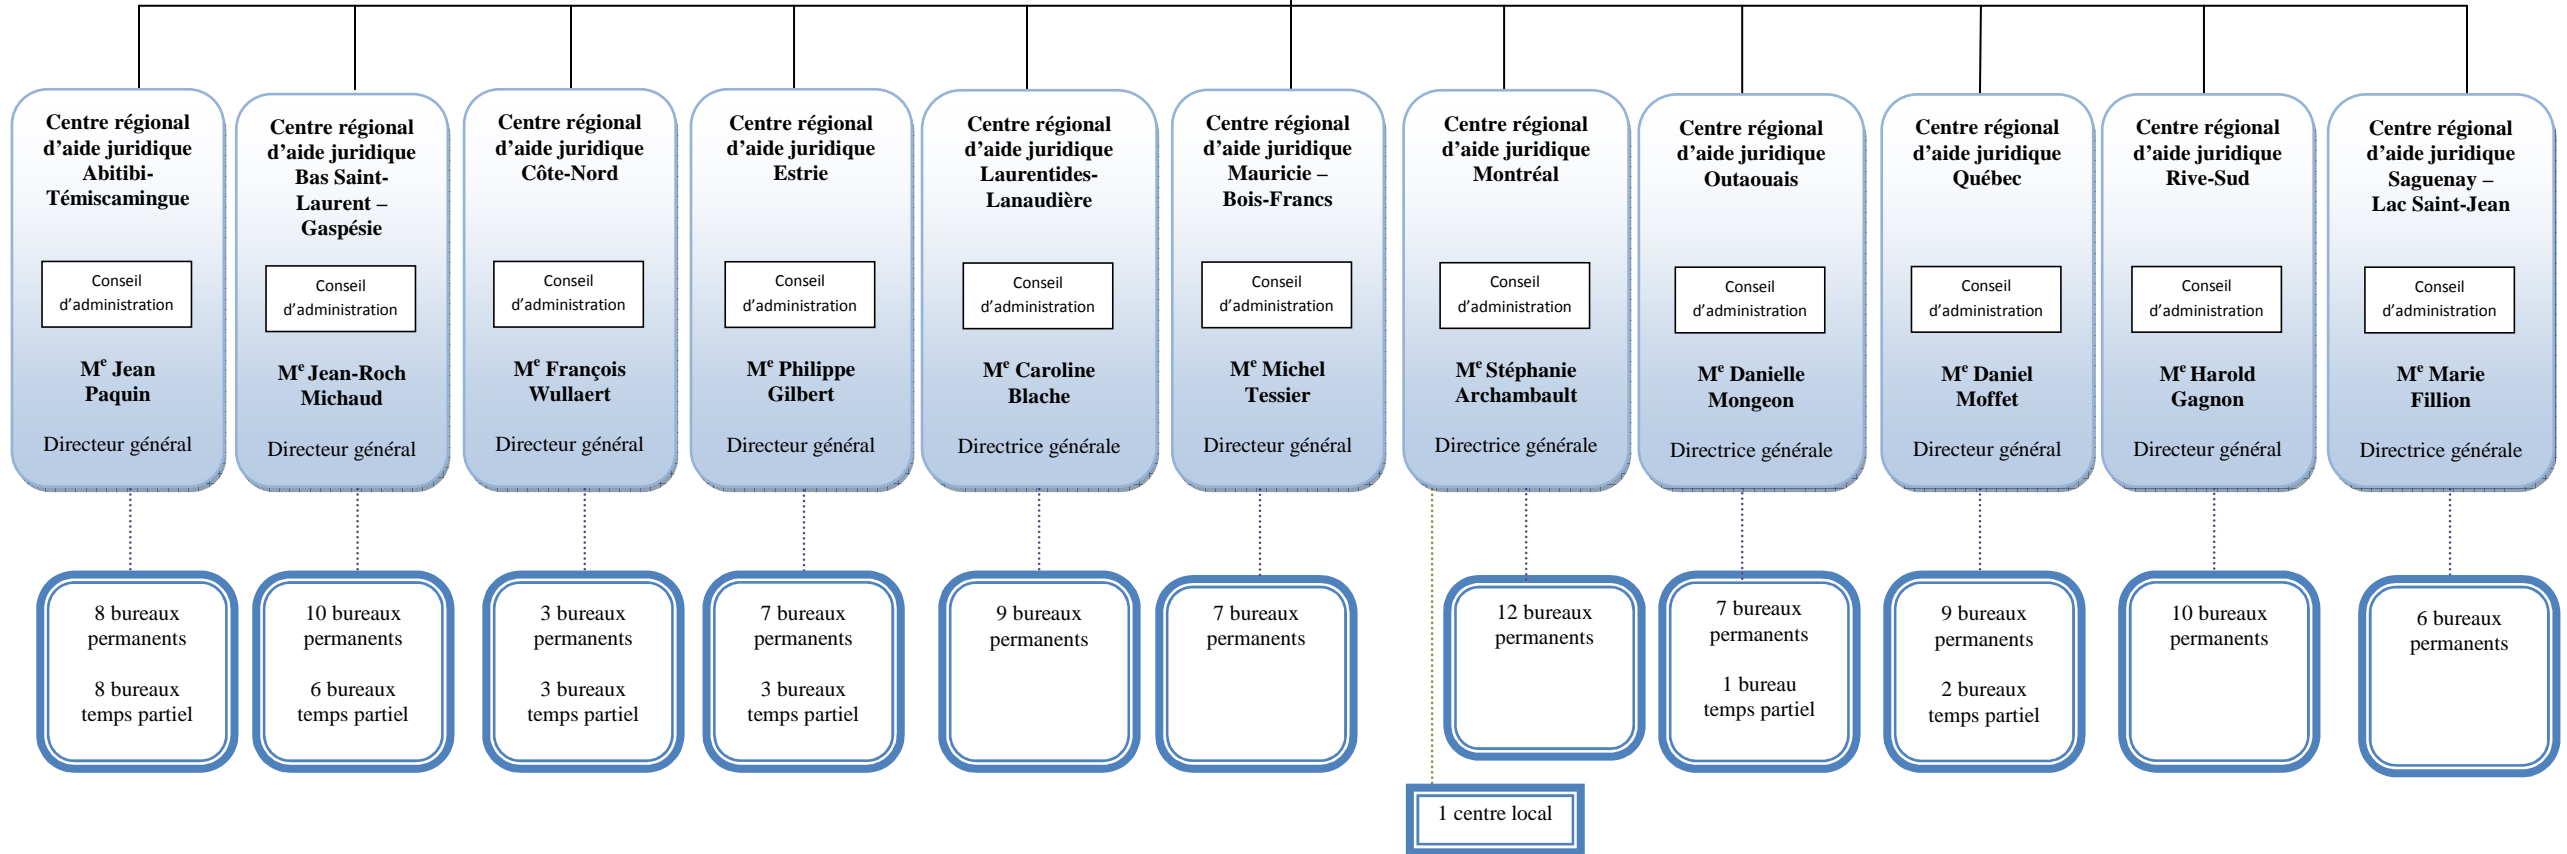 Centre régional
d'aide juridique
Abitibi-
Témiscamingue
Conseil
d'administration
Me Jean
Paquin
Directeur général
8 bureaux
permanents
8 bureaux
temps partiel
Centre régional
d'aide juridique
Bas Saint-
Laurent –
Gaspésie
Conseil
d'administration
Me Jean-Roch
Michaud
Directeur général
10 bureaux
permanents
6 bureaux
temps partiel
Centre régional
d'aide juridique
Côte-Nord
Conseil
d'administration
Me François
Wullaert
Directeur général
3 bureaux
permanents
3 bureaux
temps partiel
Centre régional
d'aide juridique
Estrie
Conseil
d'administration
Me Philippe
Gilbert
Directeur général
7 bureaux
permanents
3 bureaux
temps partiel
Centre régional
d'aide juridique
Laurentides-
Lanaudière
Conseil
d'administration
Me Caroline
Blache
Directrice générale
9 bureaux
permanents
Centre régional
d'aide juridique
Mauricie –
Bois-Francs
Conseil
d'administration
Me Michel
Tessier
Directeur général
7 bureaux
permanents
Centre régional
d'aide juridique
Montréal
Conseil
d'administration
Me Stéphanie
Archambault
Directrice générale
12 bureaux
permanents
1 centre local
Centre régional
d'aide juridique
Outaouais
Conseil
d'administration
Me Danielle
Mongeon
Directrice générale
7 bureaux
permanents
1 bureau
temps partiel
Centre régional
d'aide juridique
Québec
Conseil
d'administration
Me Daniel
Moffet
Directeur général
9 bureaux
permanents
2 bureaux
temps partiel
Centre régional
d'aide juridique
Rive-Sud
Conseil
d'administration
Me Harold
Gagnon
Directeur général
10 bureaux
permanents
Centre régional
d'aide juridique
Saguenay –
Lac Saint-Jean
Conseil
d'administration
Me Marie
Fillion
Directrice générale
6 bureaux
permanents